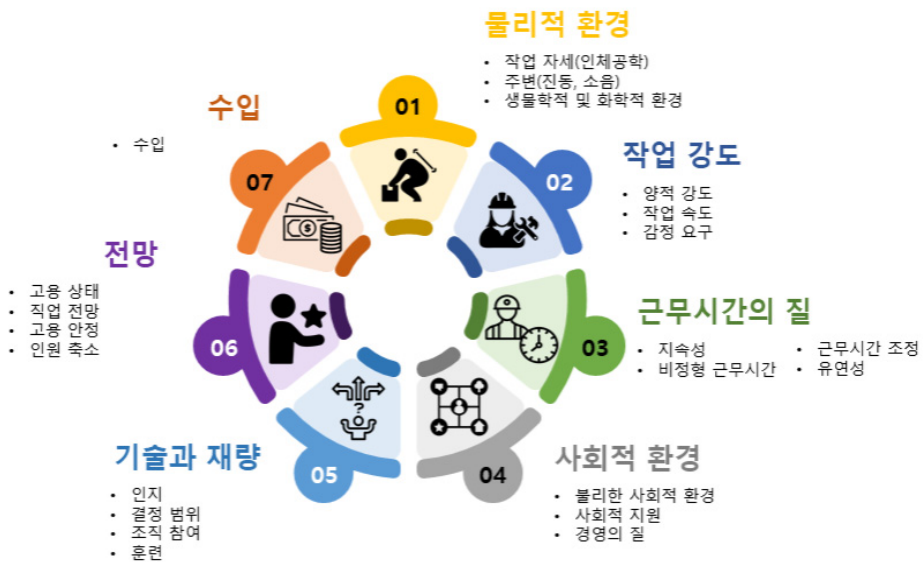 물리적 환경
• 작업 자세(인체공학)
• 주변(진동, 소음)
• 생물학적 및 화학적 환경
01
작업 강도
• 양적 강도
• 작업 속도
• 감정 요구
02
근무시간의 질
• 지속성
• 비정형 근무시간
• 근무시간 조정
• 유연성
03
사회적 환경
• 불리한 사회적 환경
• 사회적 지원
• 경영의 질
04
기술과 재량
• 인지
• 결정 범위
• 조직 참여
• 훈련
05
?
전망
• 고용 상태
• 직업 전망
• 고용 안정
• 인원 축소
06
수입
• 수입
07
$